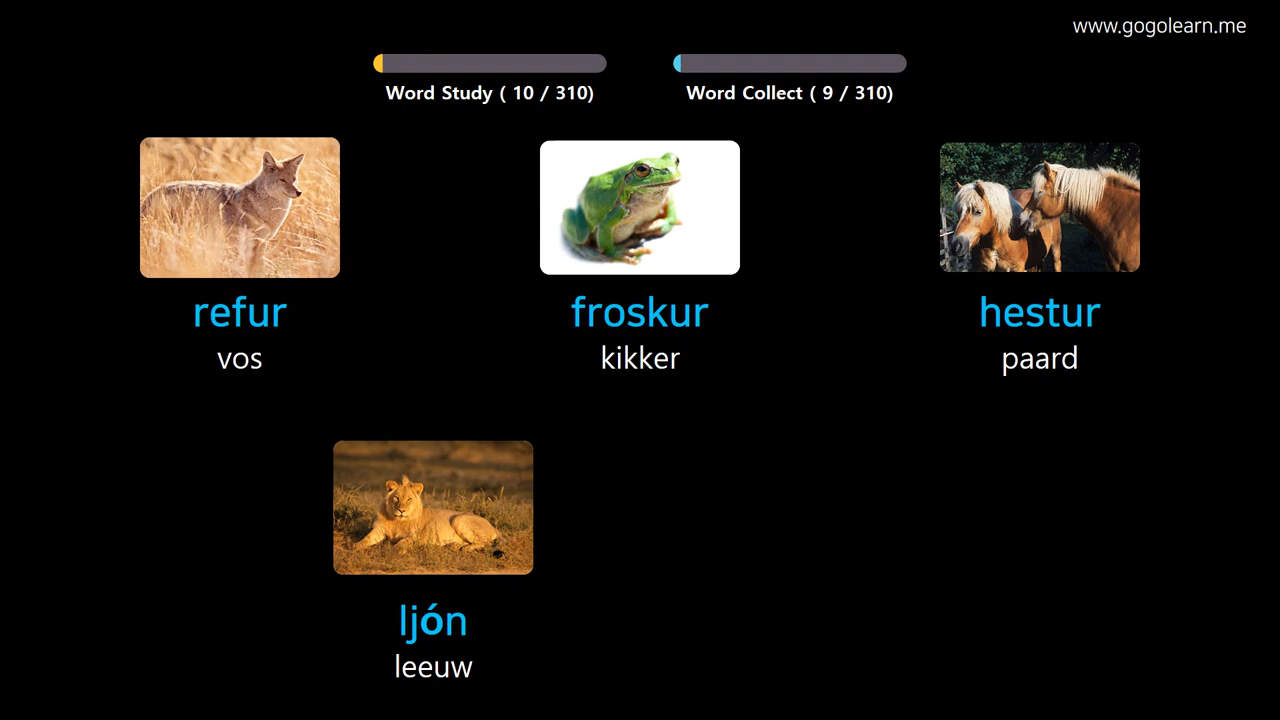 www.gogolearn.me
Word Study ( 10 / 310)
Word Collect ( 9 / 310)
refur
vos
froskur
kikker
hestur
paard
ljón
leeuw